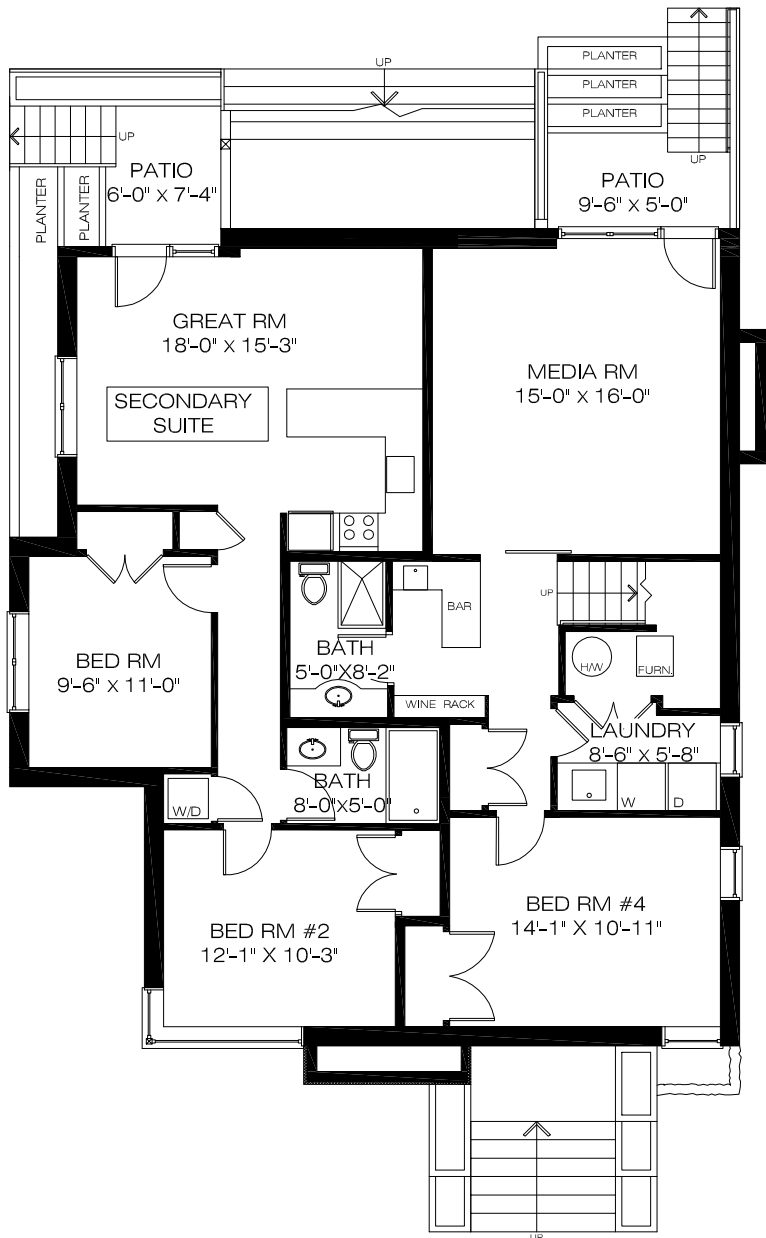 UP
PLANTER
PLANTER
PLANTER
UP
UP
PATIO
6'-0" X 7'-4"
PATIO
9'-6" X 5'-0"
PLANTER
PLANTER
GREAT RM
18'-0" X 15'-3"
SECONDARY
SUITE
MEDIA RM
15'-0" X 16'-0"
UP
BAR
BATH
5'-0"X8'-2"
H/W
FURN.
BED RM
9'-6" X 11'-0"
WINE RACK
LAUNDRY
8'-6" X 5'-8"
BATH
8'-0"X5'-0"
W/D
W
D
BED RM #2
12'-1" X 10'-3"
BED RM #4
14'-1" X 10'-11"
UP